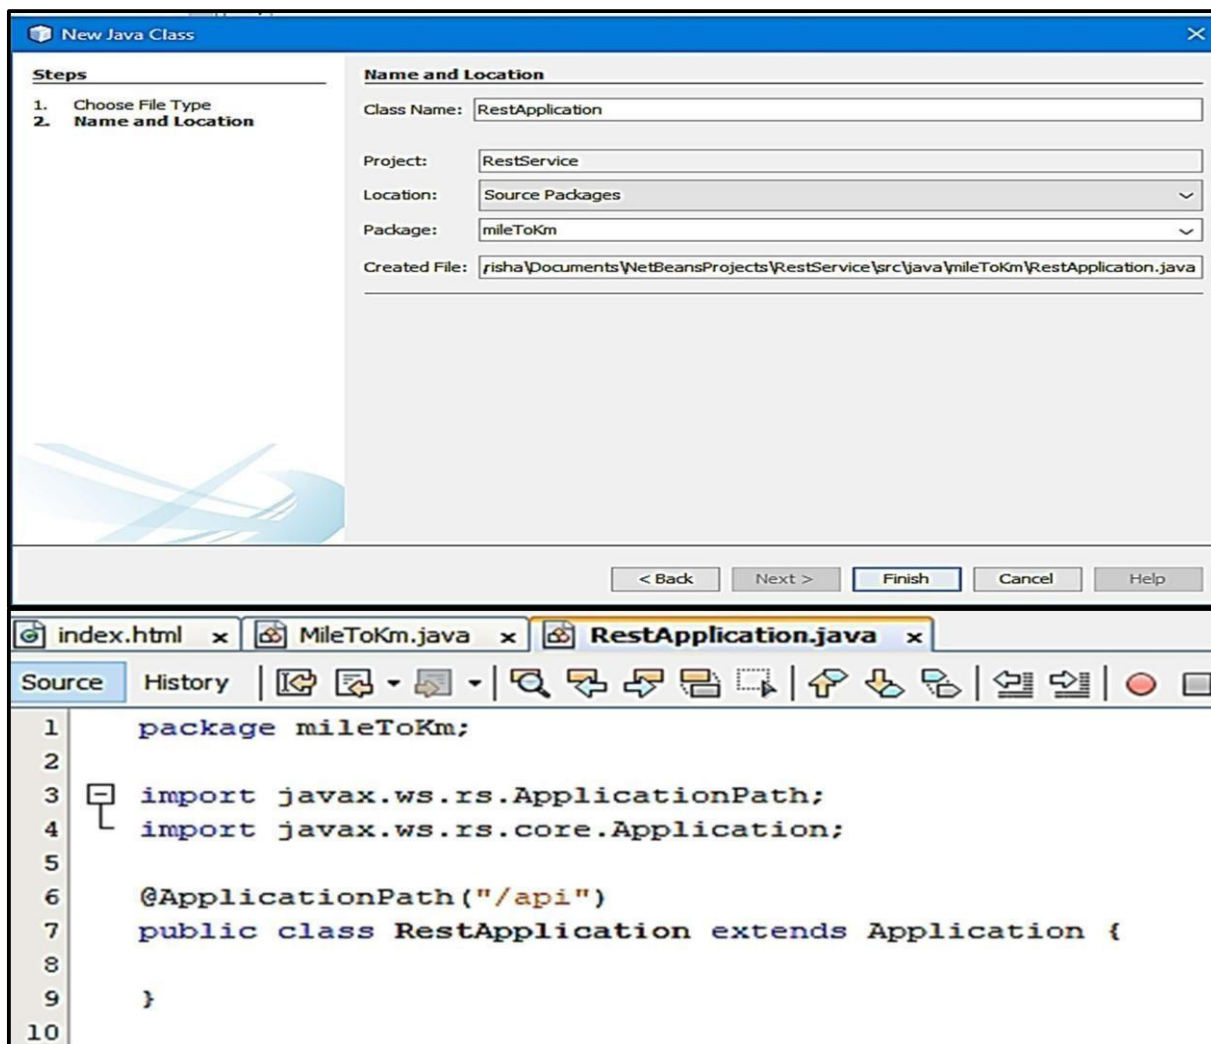 New Java Class
Steps
1. Choose File Type
2. Name and Location
Name and Location
Class Name: RestApplication
Project: RestService
Location: Source Packages
Package: mileToKm
Created File: risha\Documents\NetBeansProjects\RestService\src\java\mileToKm\RestApplication.java
< Back Next > Finish Cancel Help
index.html x MileToKm.java x RestApplication.java x
Source History
1 package mileToKm;
2
3 import javax.ws.rs.ApplicationPath;
4 import javax.ws.rs.core.Application;
5
6 @ApplicationPath("/api")
7 public class RestApplication extends Application {
8
9 }
10